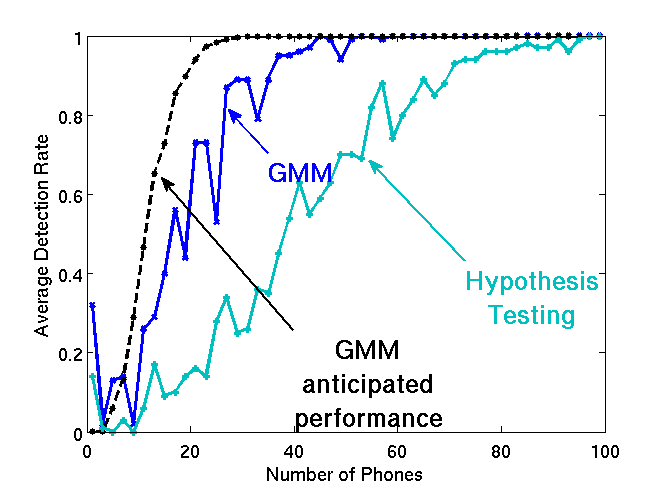 1
0.8
0.6
0.4
0.2
0
0
20
40
60
80
100
Average Detection Rate
Number of Phones
GMM
Hypothesis
Testing
GMM
anticipated
performance